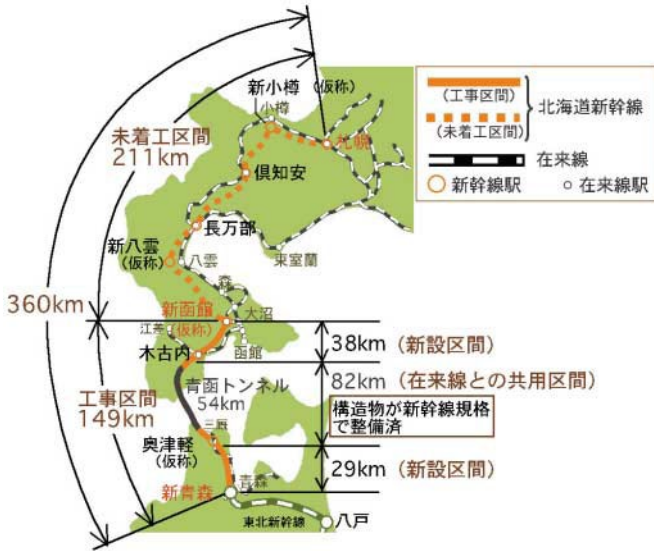 新小樽(仮称)
小樽
札幌
未着工区間
211km
倶知安
長万部
新八雲
(仮称)
八雲
東室蘭
森
360km
新函館
(仮称)
大沼
江差
函館
木古内
38km(新設区間)
工事区間
149km
青函トンネル
54km
82km(在来線との共用区間)
構造物が新幹線規格
で整備済
三厩
奥津軽
(仮称)
29km(新設区間)
新青森
青森
東北新幹線
八戸
(工事区間)
(未着工区間)
北海道新幹線
在来線
新幹線駅
在来線駅